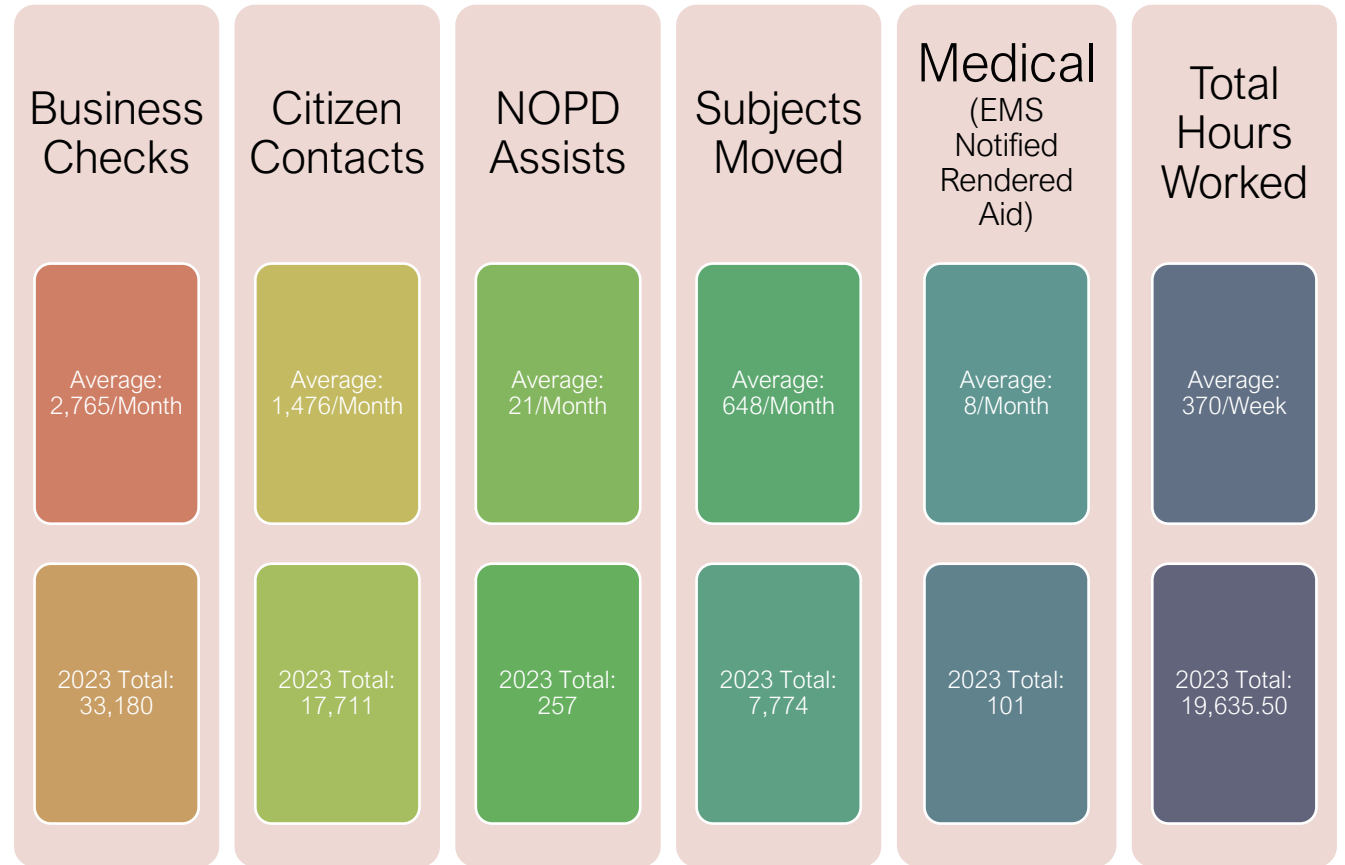 Business
Checks
Average:
2,765/Month
2023 Total:
33,180
Citizen
Contacts
Average:
1,476/Month
2023 Total:
17,711
NOPD
Assists
Average:
21/Month
2023 Total:
257
Subjects
Moved
Average:
648/Month
2023 Total:
7,774
Medical
(EMS
Notified
Rendered
Aid)
Average:
8/Month
2023 Total:
101
Total
Hours
Worked
Average:
370/Week
2023 Total:
19,635.50